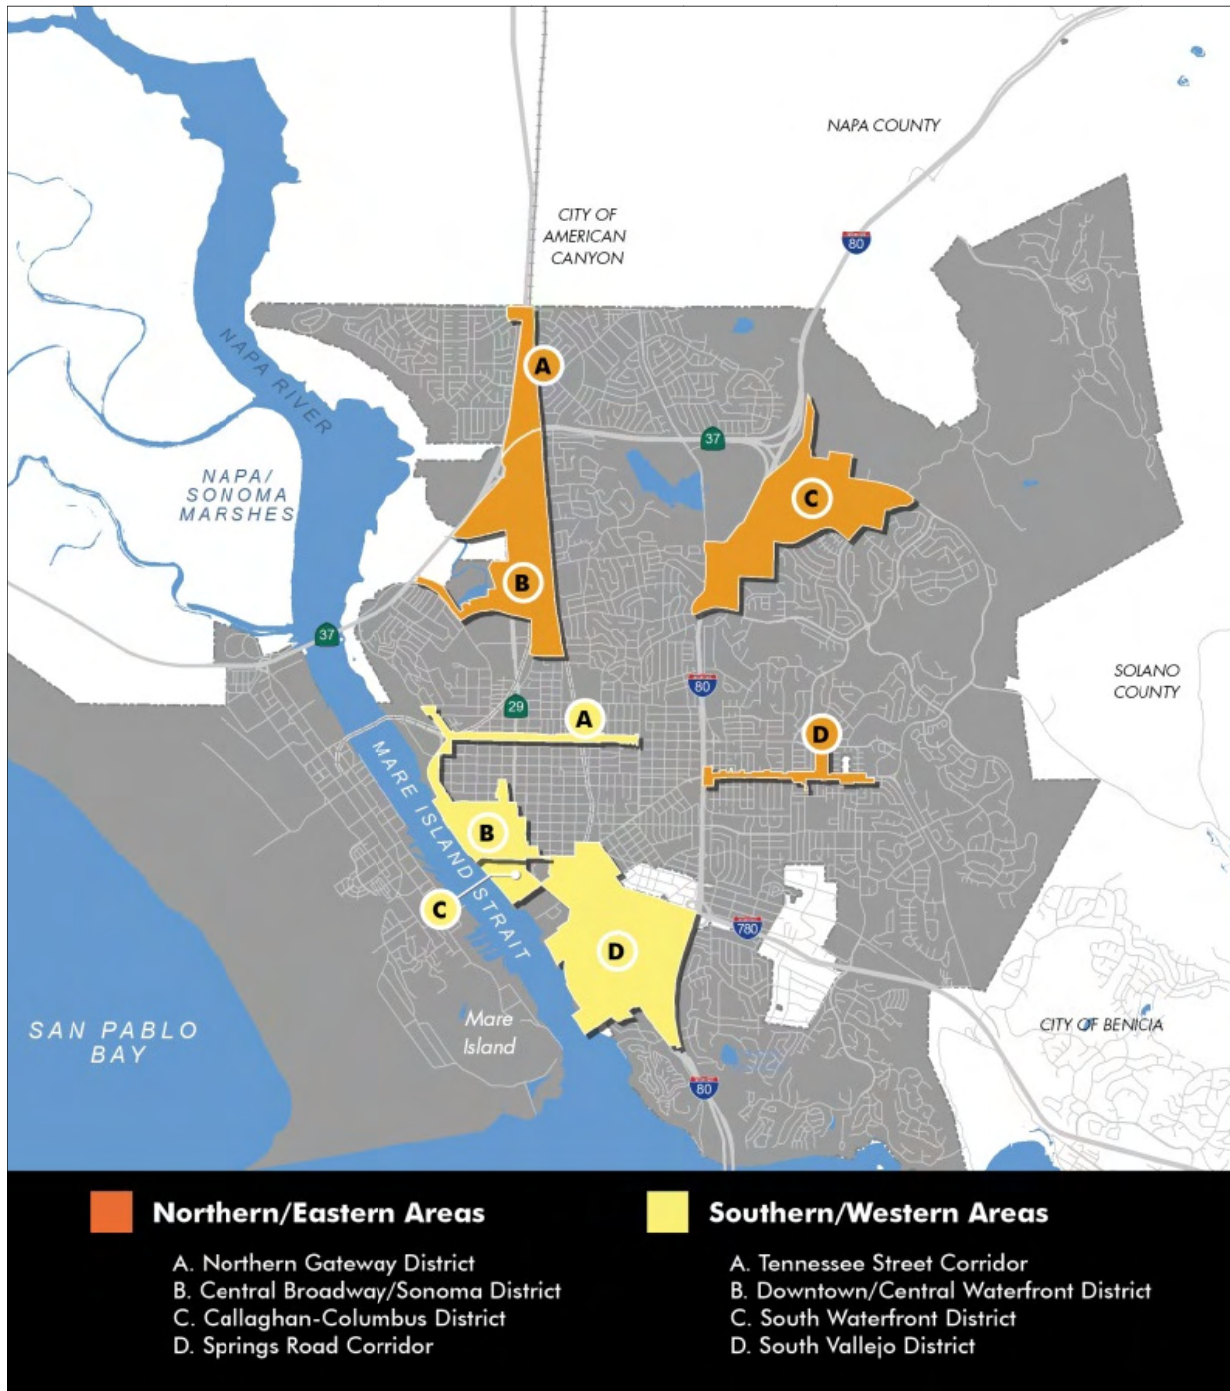 NAPA COUNTY
CITY OF
AMERICAN
CANYON
80
NAPA RIVER
A
37
NAPA/
SONOMA
MARSHES
C
B
37
SOLANO
COUNTY
80
29
A
D
MARE ISLAND STRAIT
B
C
780
D
SAN PABLO
BAY
Mare
Island
CITY OF BENICIA
80
Northern/Eastern Areas
A. Northern Gateway District
B. Central Broadway/Sonoma District
C. Callaghan-Columbus District
D. Springs Road Corridor
Southern/Western Areas
A. Tennessee Street Corridor
B. Downtown/Central Waterfront District
C. South Waterfront District
D. South Vallejo District